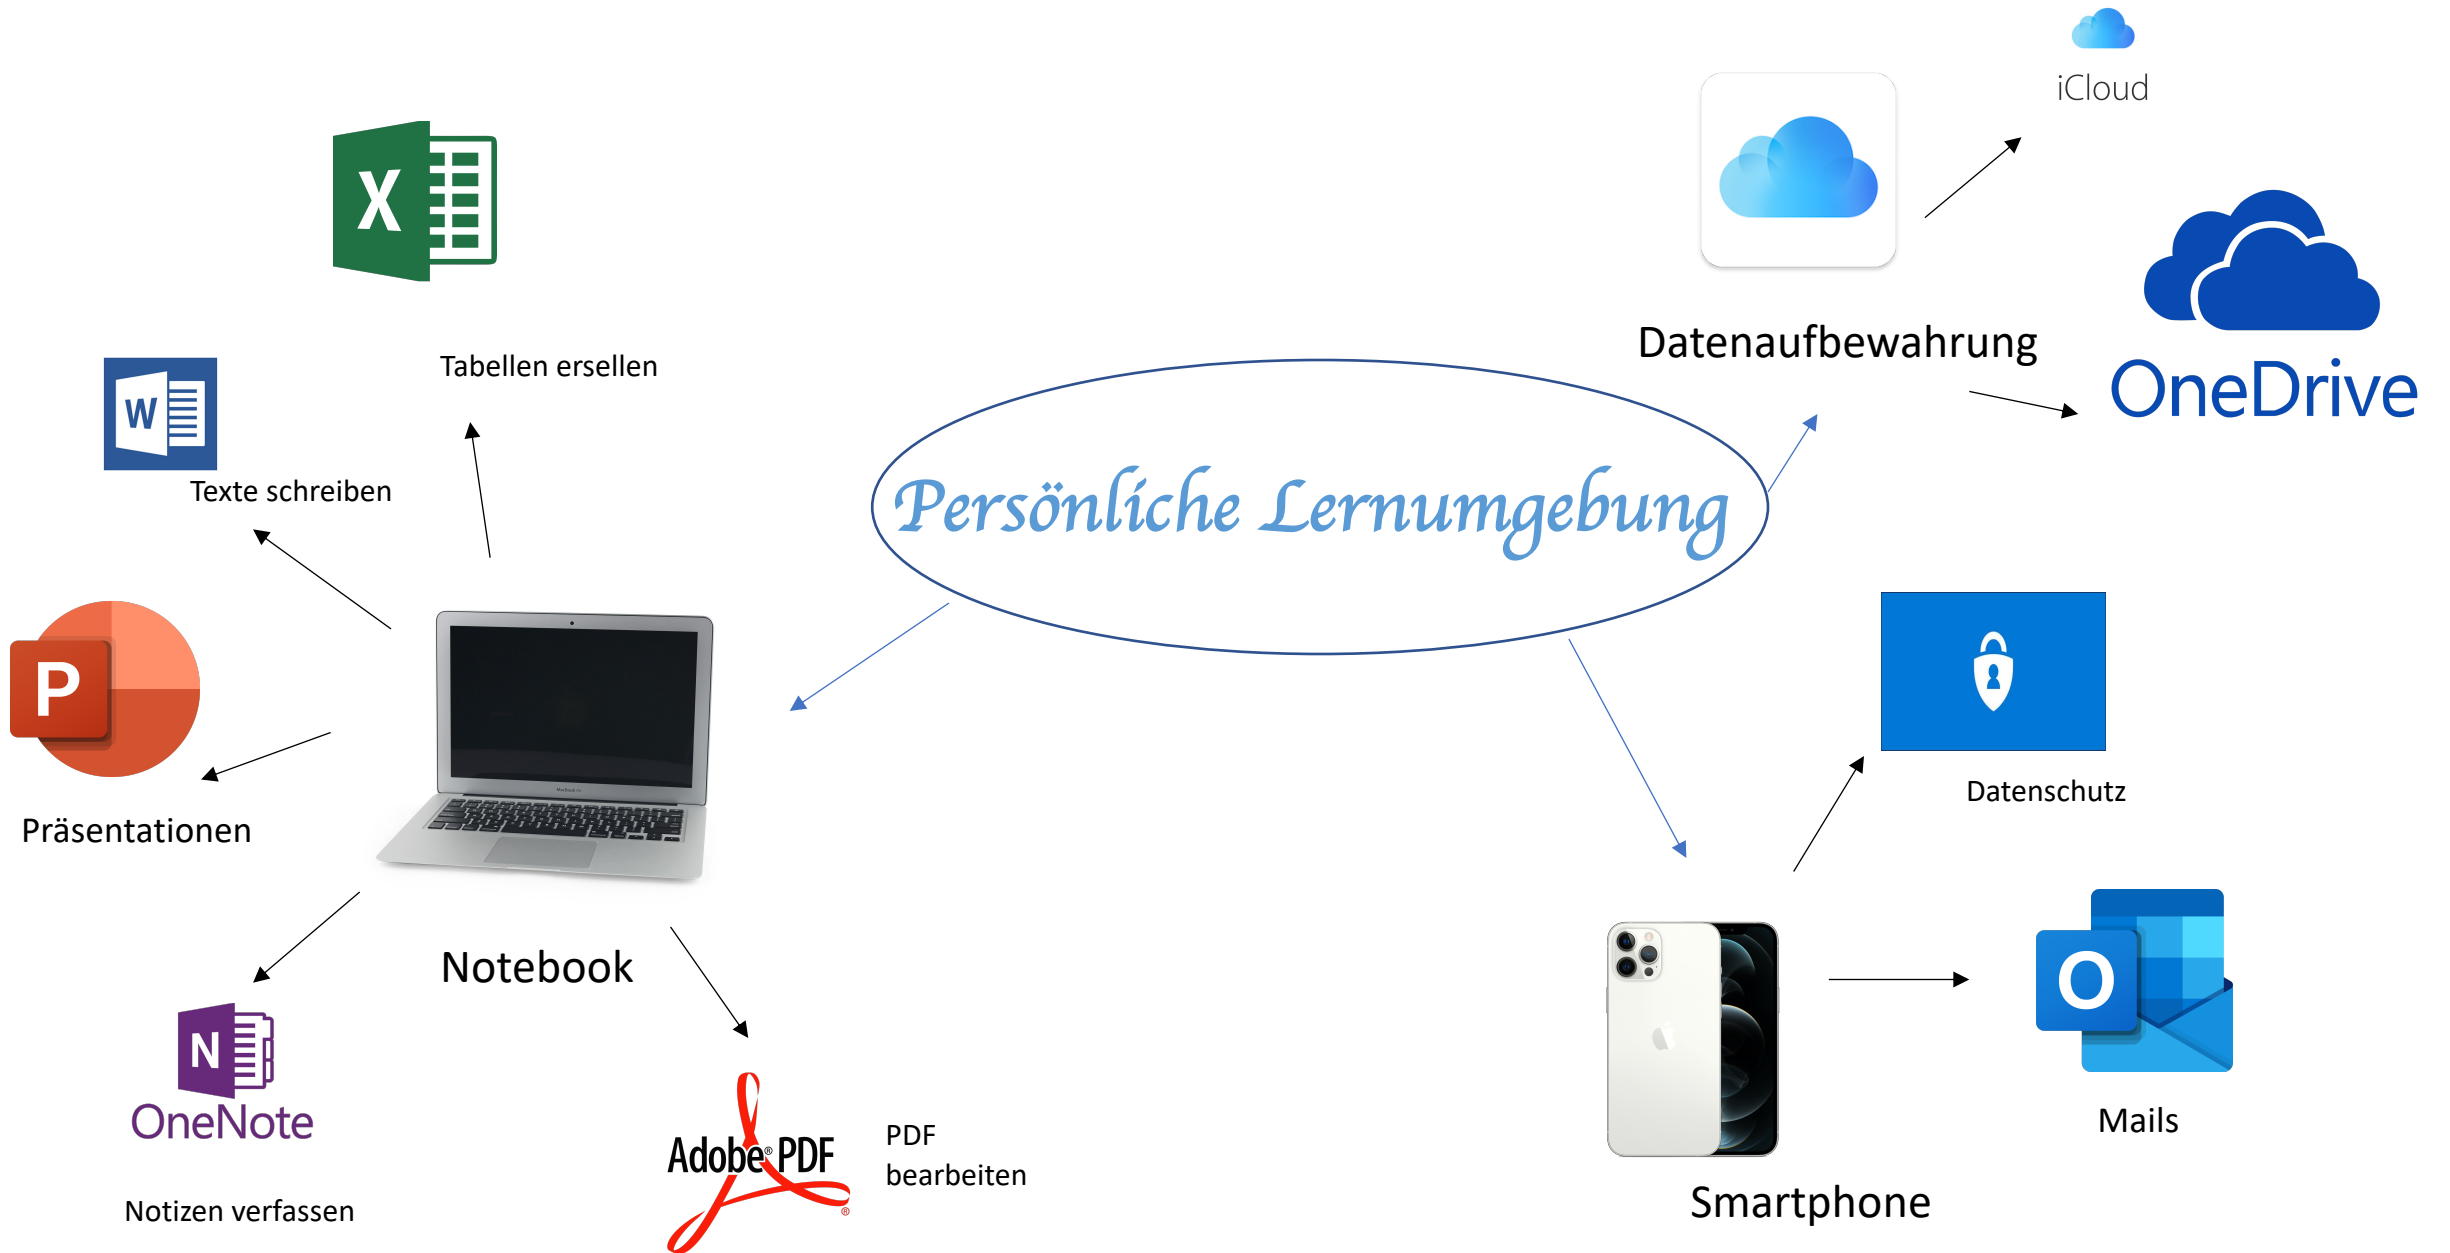 iCloud
X
Datenaufbewahrung
Tabellen ersellen
OneDrive
W
Texte schreiben
Persönliche Lernumgebung
P
Präsentationen
Datenschutz
Notebook
O
N
OneNote
Mails
Adobe® PDF
®
PDF
bearbeiten
Notizen verfassen
Smartphone